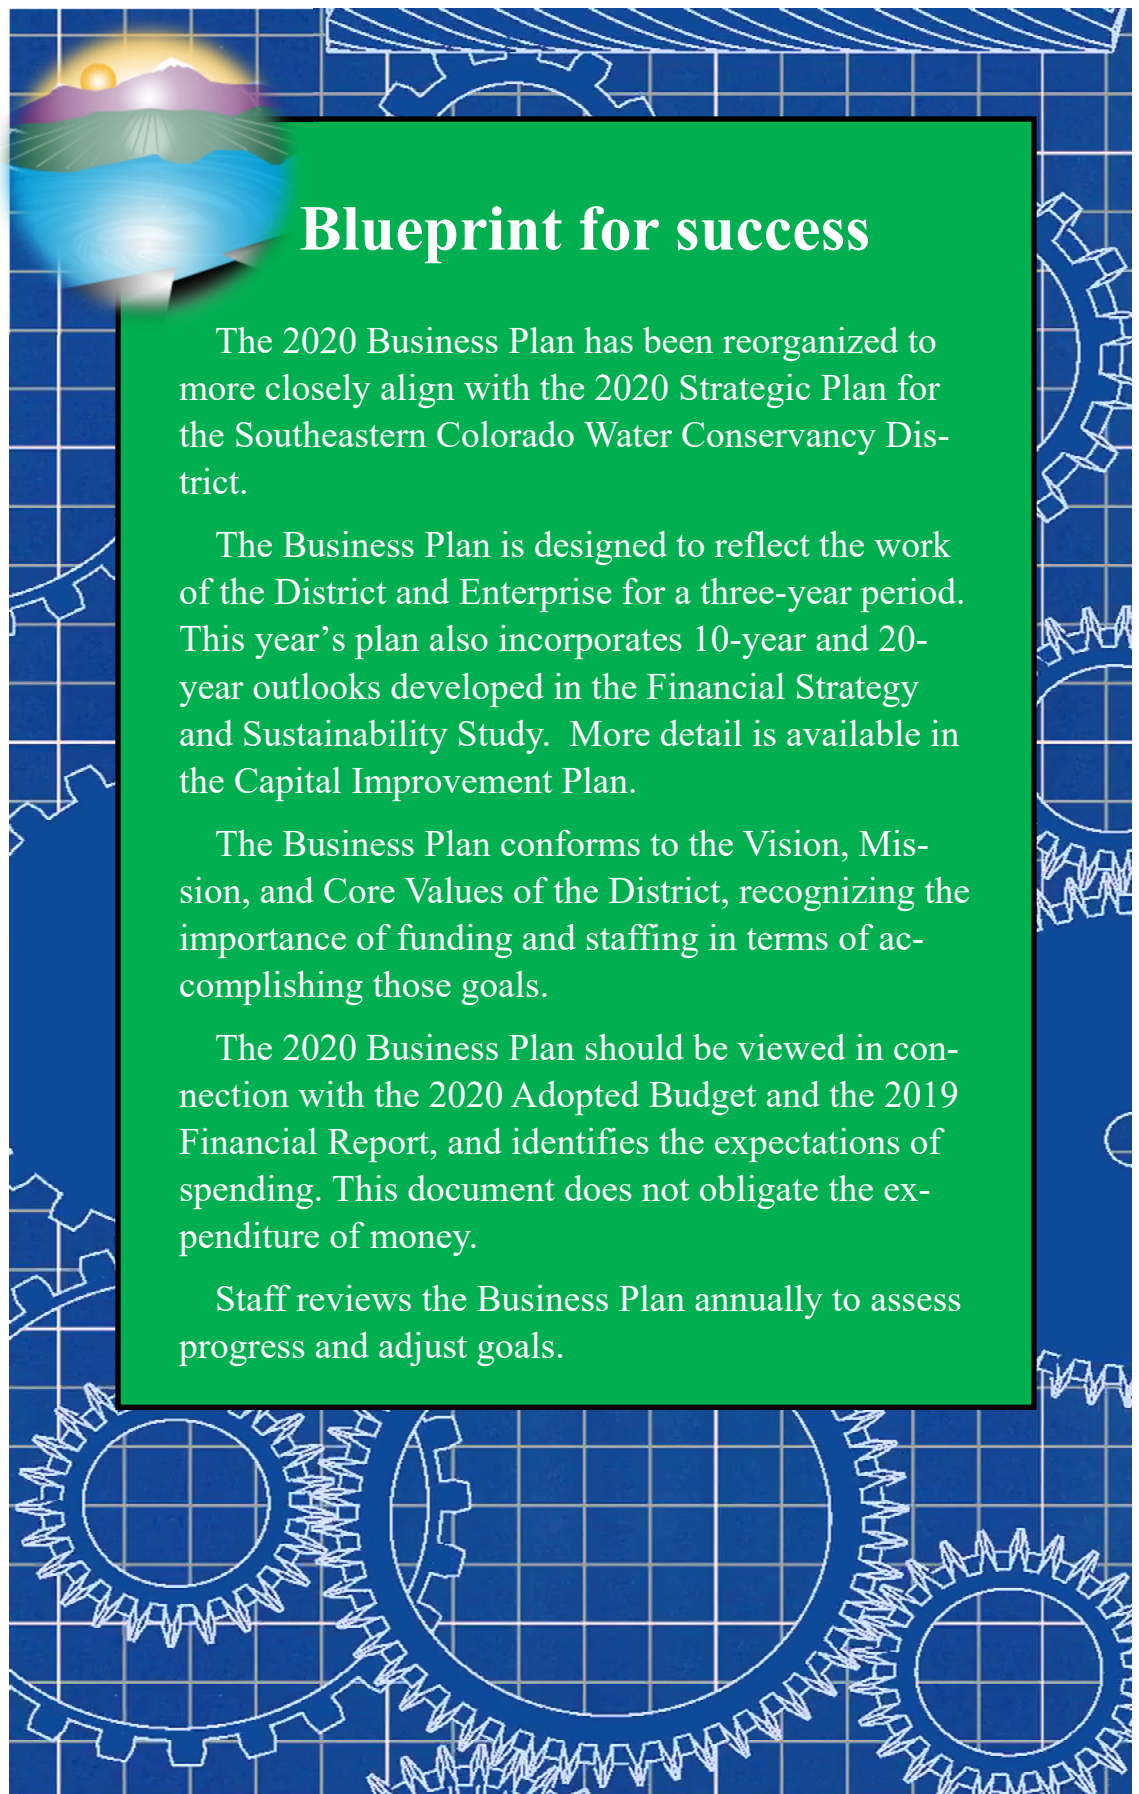 Blueprint for success
The 2020 Business Plan has been reorganized to
more closely align with the 2020 Strategic Plan for
the Southeastern Colorado Water Conservancy Dis-
trict.
The Business Plan is designed to reflect the work
of the District and Enterprise for a three-year period.
This year’s plan also incorporates 10-year and 20-
year outlooks developed in the Financial Strategy
and Sustainability Study.  More detail is available in
the Capital Improvement Plan.
The Business Plan conforms to the Vision, Mis-
sion, and Core Values of the District, recognizing the
importance of funding and staffing in terms of ac-
complishing those goals.
The 2020 Business Plan should be viewed in con-
nection with the 2020 Adopted Budget and the 2019
Financial Report, and identifies the expectations of
spending. This document does not obligate the ex-
penditure of money.
Staff reviews the Business Plan annually to assess
progress and adjust goals.